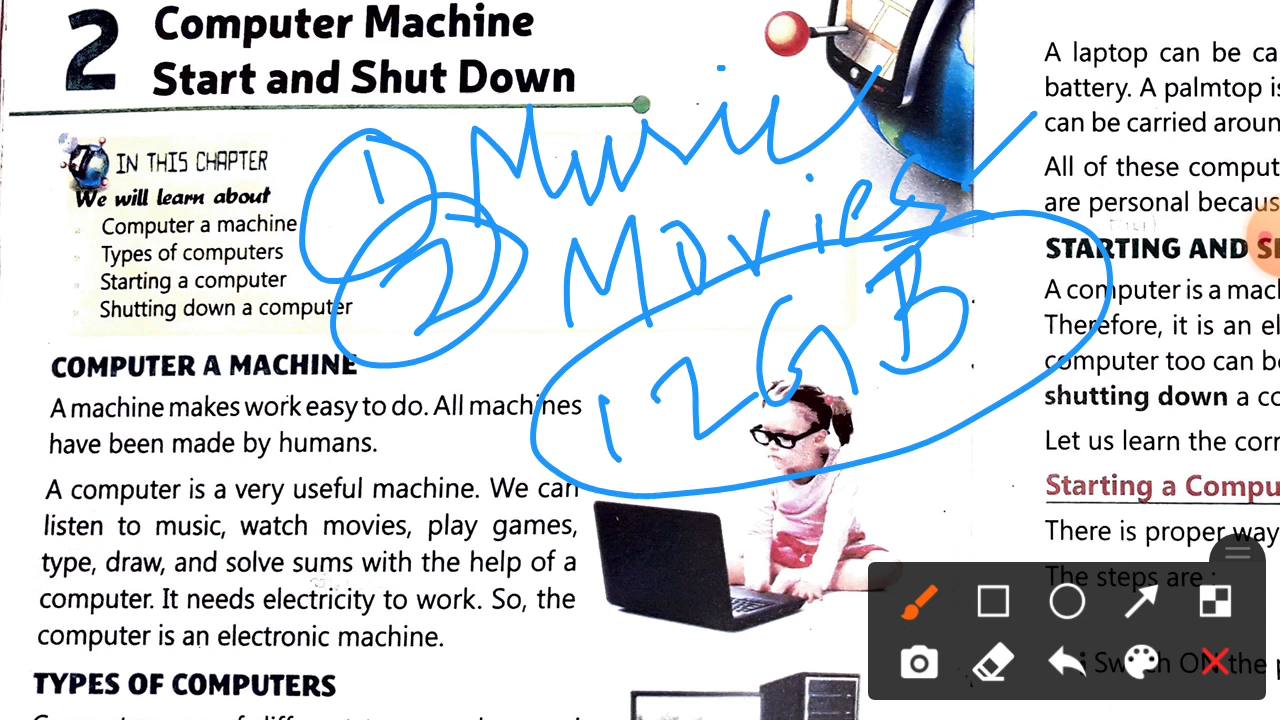 2
Computer Machine
Start and Shut Down
IN THIS CHAPTER
We will learn about
Computer a machine
Types of computers
Starting a computer
Shutting down a computer
1 Music
2 Movies
12GB
COMPUTER A MACHINE
A machine makes work easy to do. All machines
have been made by humans.
A computer is a very useful machine. We can
listen to music, watch movies, play games,
type, draw, and solve sums with the help of a
computer. It needs electricity to work. So, the
computer is an electronic machine.
TYPES OF COMPUTERS
A laptop can be ca
battery. A palmtop is
can be carried aroun
All of these comput
are personal becaus
STARTING AND S
A computer is a mac
Therefore, it is an el
computer too can be
shutting down a co
Let us learn the corr
Starting a Compu
There is proper way
The steps are :
Switch ON the p